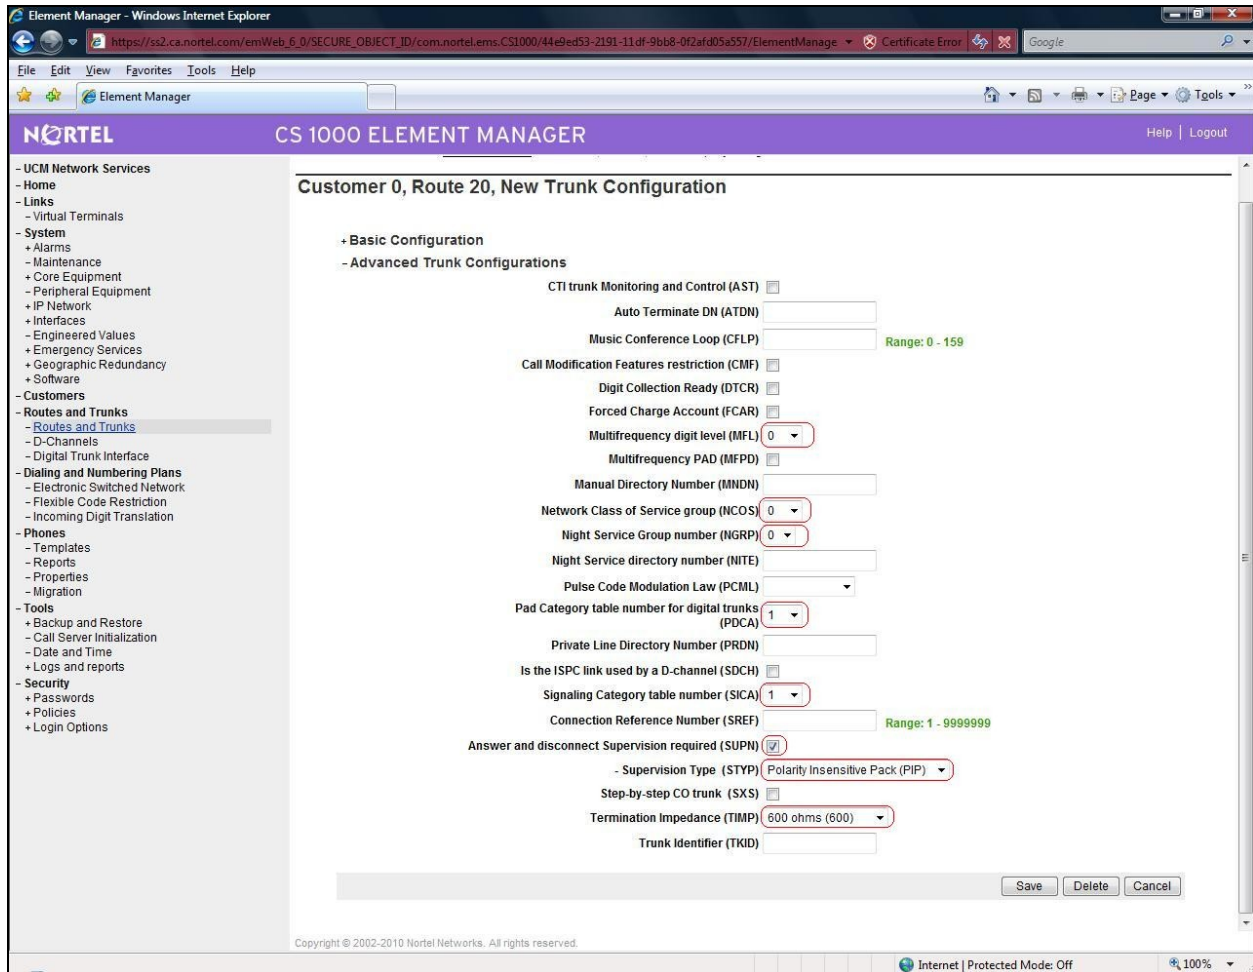 Element Manager - Windows Internet Explorer
https://ss2.ca.nortel.com/emWeb_6_0/SECURE_OBJECT_ID/com.nortel.ems.CS1000/44e9ed53-2191-11df-9bb8-0f2afd05a557/ElementManage
Certificate Error
Google
File Edit View Favorites Tools Help
Element Manager
Page Tools
NORTEL
CS 1000 ELEMENT MANAGER
Help | Logout
- UCM Network Services
- Home
- Links
- Virtual Terminals
- System
+ Alarms
- Maintenance
+ Core Equipment
- Peripheral Equipment
+ IP Network
+ Interfaces
- Engineered Values
+ Emergency Services
+ Geographic Redundancy
+ Software
- Customers
- Routes and Trunks
- Routes and Trunks
- D-Channels
- Digital Trunk Interface
- Dialing and Numbering Plans
- Electronic Switched Network
- Flexible Code Restriction
- Incoming Digit Translation
- Phones
- Templates
- Reports
- Properties
- Migration
- Tools
+ Backup and Restore
- Call Server Initialization
- Date and Time
+ Logs and reports
- Security
+ Passwords
+ Policies
+ Login Options
Customer 0, Route 20, New Trunk Configuration
+ Basic Configuration
- Advanced Trunk Configurations
CTI trunk Monitoring and Control (AST)
Auto Terminate DN (ATDN)
Music Conference Loop (CFLP) Range: 0 - 159
Call Modification Features restriction (CMF)
Digit Collection Ready (DTCR)
Forced Charge Account (FCAR)
Multifrequency digit level (MFL) 0
Multifrequency PAD (MFPD)
Manual Directory Number (MNDN)
Network Class of Service group (NCOS) 0
Night Service Group number (NGRP) 0
Night Service directory number (NITE)
Pulse Code Modulation Law (PCML)
Pad Category table number for digital trunks
(PDCA) 1
Private Line Directory Number (PRDN)
Is the ISPC link used by a D-channel (SDCH)
Signaling Category table number (SICA) 1
Connection Reference Number (SREF) Range: 1 - 9999999
Answer and disconnect Supervision required (SUPN)
- Supervision Type (STYP) Polarity Insensitive Pack (PIP)
Step-by-step CO trunk (SXS)
Termination Impedance (TIMP) 600 ohms (600)
Trunk Identifier (TKID)
Save Delete Cancel
Copyright © 2002-2010 Nortel Networks. All rights reserved.
Internet | Protected Mode: Off
100%